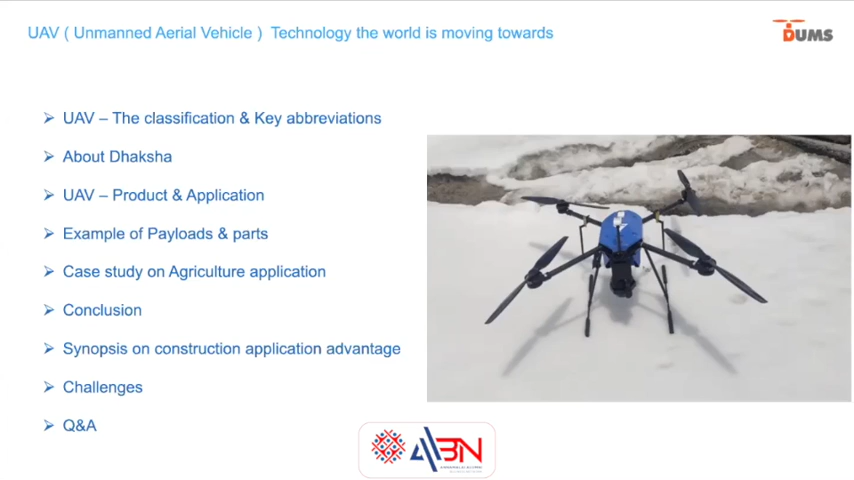 UAV ( Unmanned Aerial Vehicle ) Technology the world is moving towards
DUMS
UAV – The classification & Key abbreviations
About Dhaksha
UAV – Product & Application
Example of Payloads & parts
Case study on Agriculture application
Conclusion
Synopsis on construction application advantage
Challenges
Q&A
ABN